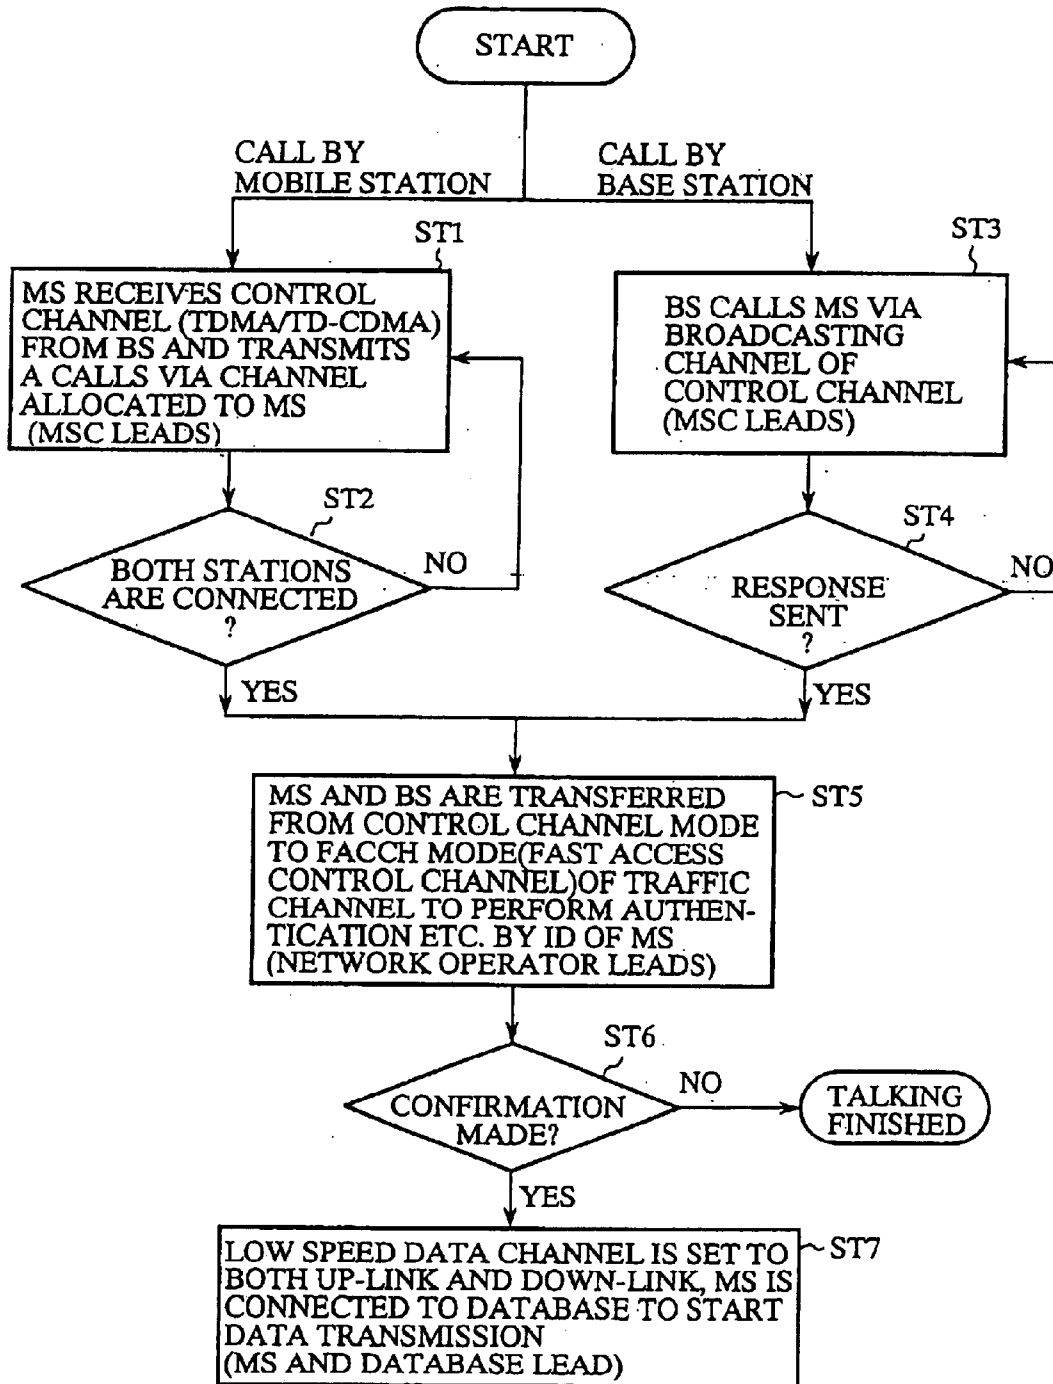 START
CALL BY
MOBILE STATION
CALL BY
BASE STATION
ST1
MS RECEIVES CONTROL
CHANNEL (TDMA/TD-CDMA)
FROM BS AND TRANSMITS
A CALLS VIA CHANNEL
ALLOCATED TO MS
(MSC LEADS)
ST3
BS CALLS MS VIA
BROADCASTING
CHANNEL OF
CONTROL CHANNEL
(MSC LEADS)
ST2
BOTH STATIONS
ARE CONNECTED
?
NO
YES
ST4
RESPONSE
SENT
?
NO
YES
ST5
MS AND BS ARE TRANSFERRED
FROM CONTROL CHANNEL MODE
TO FACCH MODE(FAST ACCESS
CONTROL CHANNEL)OF TRAFFIC
CHANNEL TO PERFORM AUTHEN-
TICATION ETC. BY ID OF MS
(NETWORK OPERATOR LEADS)
ST6
CONFIRMATION
MADE?
NO
TALKING
FINISHED
YES
ST7
LOW SPEED DATA CHANNEL IS SET TO
BOTH UP-LINK AND DOWN-LINK, MS IS
CONNECTED TO DATABASE TO START
DATA TRANSMISSION
(MS AND DATABASE LEAD)